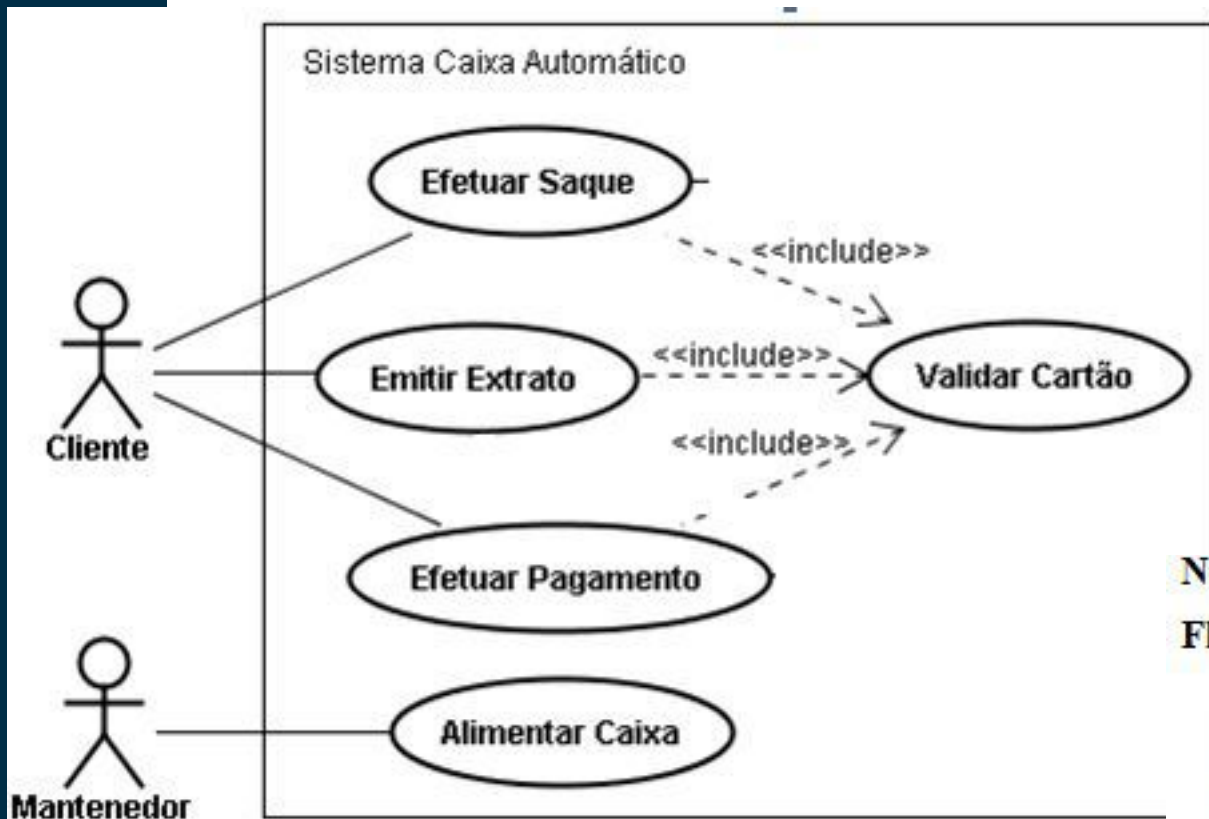 Sistema Caixa Automático
Efetuar Saque
<<include>>
Emitir Extrato
<<include>>
Validar Cartão
Cliente
<<include>>
Efetuar Pagamento
N
Alimentar Caixa
Mantenedor